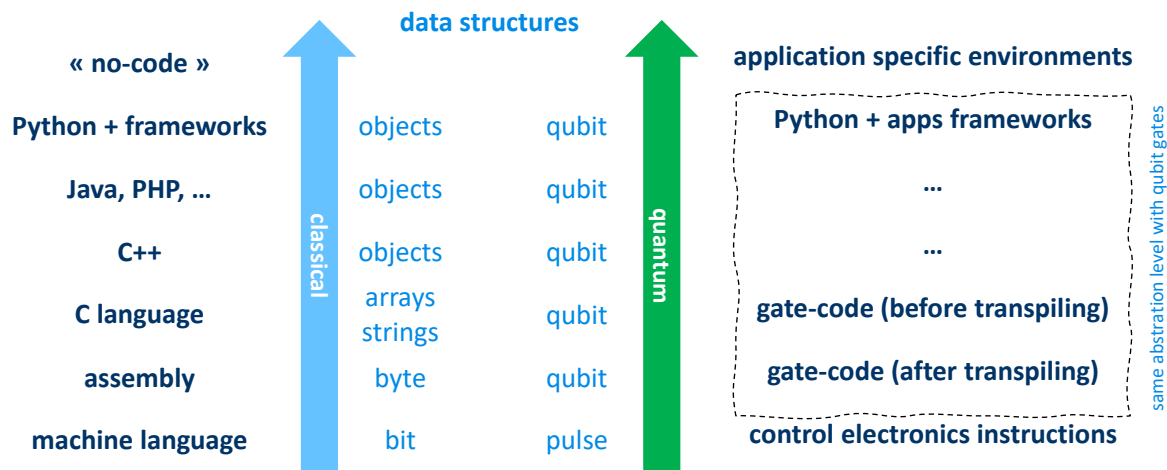 data structures
« no-code »
application specific environments
Python + frameworks
objects
qubit
Python + apps frameworks
Java, PHP, …
objects
qubit
…
classical
quantum
C++
objects
qubit
…
C language
arrays
strings
qubit
gate-code (before transpiling)
assembly
byte
qubit
gate-code (after transpiling)
machine language
bit
pulse
control electronics instructions
same abstration level with qubit gates